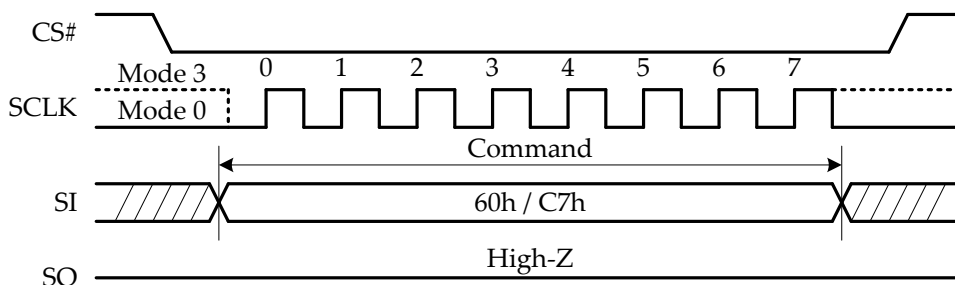 CS#
Mode 3 0 1 2 3 4 5 6 7
SCLK Mode 0
Command
SI 60h / C7h
High-Z
SO